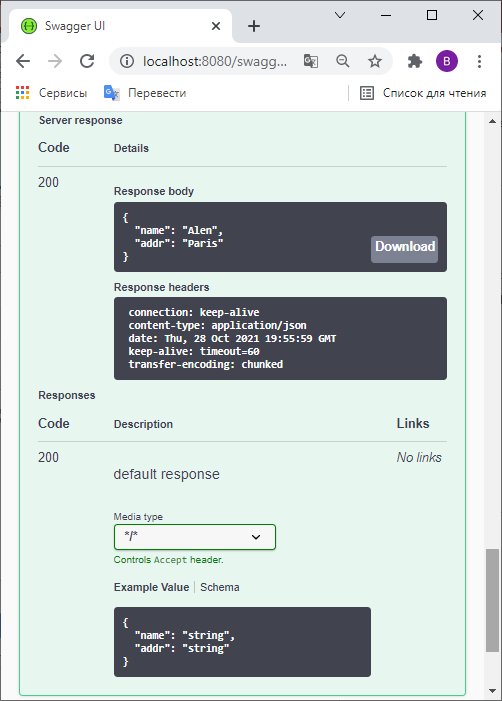 Swagger UI
localhost:8080/swagg...
B
Сервисы
Перевести
Список для чтения
Server response
Code Details
200
Response body
{
"name": "Alen",
"addr": "Paris"
}
Download
Response headers
connection: keep-alive
content-type: application/json
date: Thu, 28 Oct 2021 19:55:59 GMT
keep-alive: timeout=60
transfer-encoding: chunked
Responses
Code Description Links
200 No links
default response
Media type
*/*
Controls Accept header.
Example Value Schema
{
"name": "string",
"addr": "string"
}